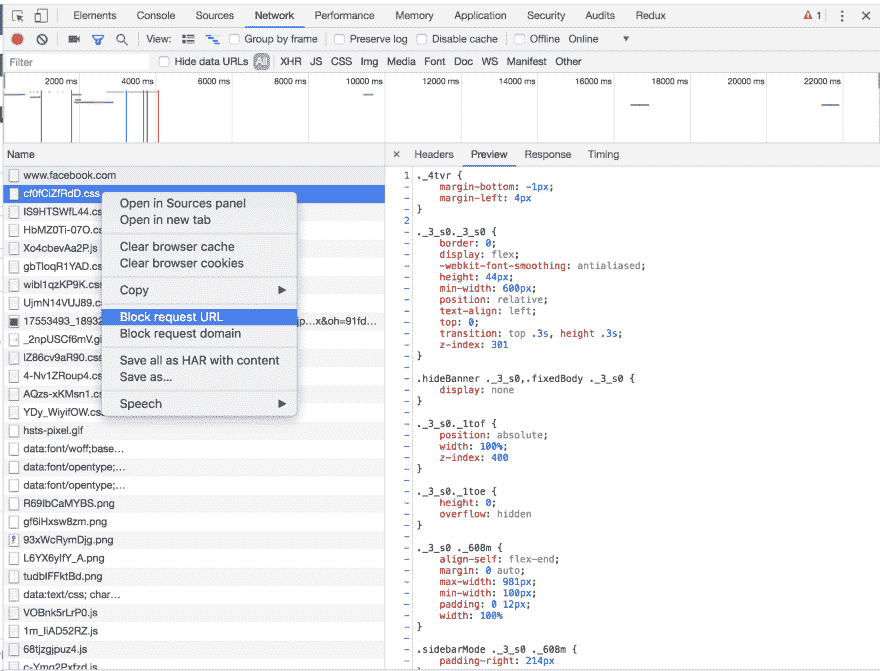 Elements Console Sources Network Performance Memory Application Security Audits Redux 1
View: Group by frame Preserve log Disable cache Offline Online
Filter Hide data URLs All XHR JS CSS Img Media Font Doc WS Manifest Other
2000 ms 4000 ms 6000 ms 8000 ms 10000 ms 12000 ms 14000 ms 16000 ms 18000 ms 20000 ms 22000 ms
Name
www.facebook.com
cf0fCiZfRdD.css
IS9HTSWfL44.cs
HbMZ0Ti-07O.cs
Xo4cbevAa2P.js
gbTloqR1YAD.cs
wibl1qzKP9K.css
UjmN14VUJ89.c
17553493_1893 jp…x&oh=91fd…
_2npUSCf6mV.gi
IZ86cv9aR90.css
4-Nv1ZRoup4.cs
AQzs-xKMsn1.c
YDy_WiyifOW.cs
hsts-pixel.gif
data:font/woff;base…
data:font/opentype;…
data:font/opentype;…
R69IbCaMYBS.png
gf6iHxsw8zm.png
93xWcRymDjg.png
L6YX6yIfY_A.png
tudbIFFktBd.png
data:text/css; char…
VOBnk5rLrP0.js
1m_liAD52RZ.js
68tjzgjpuz4.js
Open in Sources panel
Open in new tab
Clear browser cache
Clear browser cookies
Copy
Block request URL
Block request domain
Save all as HAR with content
Save as...
Speech
× Headers Preview Response Timing
1 ._4tvr {
- margin-bottom: -1px;
- margin-left: 4px
- }
2
- ._3_s0._3_s0 {
- border: 0;
- display: flex;
- -webkit-font-smoothing: antialiased;
- height: 44px;
- min-width: 600px;
- position: relative;
- text-align: left;
- top: 0;
- transition: top .3s, height .3s;
- z-index: 301
- }
-
- .hideBanner ._3_s0,.fixedBody ._3_s0 {
- display: none
- }
-
- ._3_s0._1tof {
- position: absolute;
- width: 100%;
- z-index: 400
- }
-
- ._3_s0._1toe {
- height: 0;
- overflow: hidden
- }
-
- ._3_s0 ._608m {
- align-self: flex-end;
- margin: 0 auto;
- max-width: 981px;
- min-width: 100px;
- padding: 0 12px;
- width: 100%
- }
-
- .sidebarMode ._3_s0 ._608m {
- padding-right: 214px